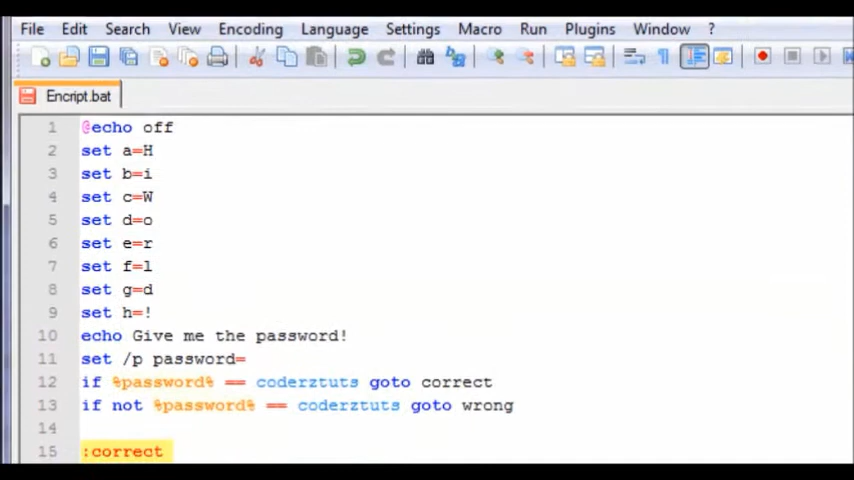 File Edit Search View Encoding Language Settings Macro Run Plugins Window ?
Encript.bat
1 @echo off
2 set a=H
3 set b=i
4 set c=W
5 set d=o
6 set e=r
7 set f=l
8 set g=d
9 set h=!
10 echo Give me the password!
11 set /p password=
12 if %password% == coderztuts goto correct
13 if not %password% == coderztuts goto wrong
14
15 :correct